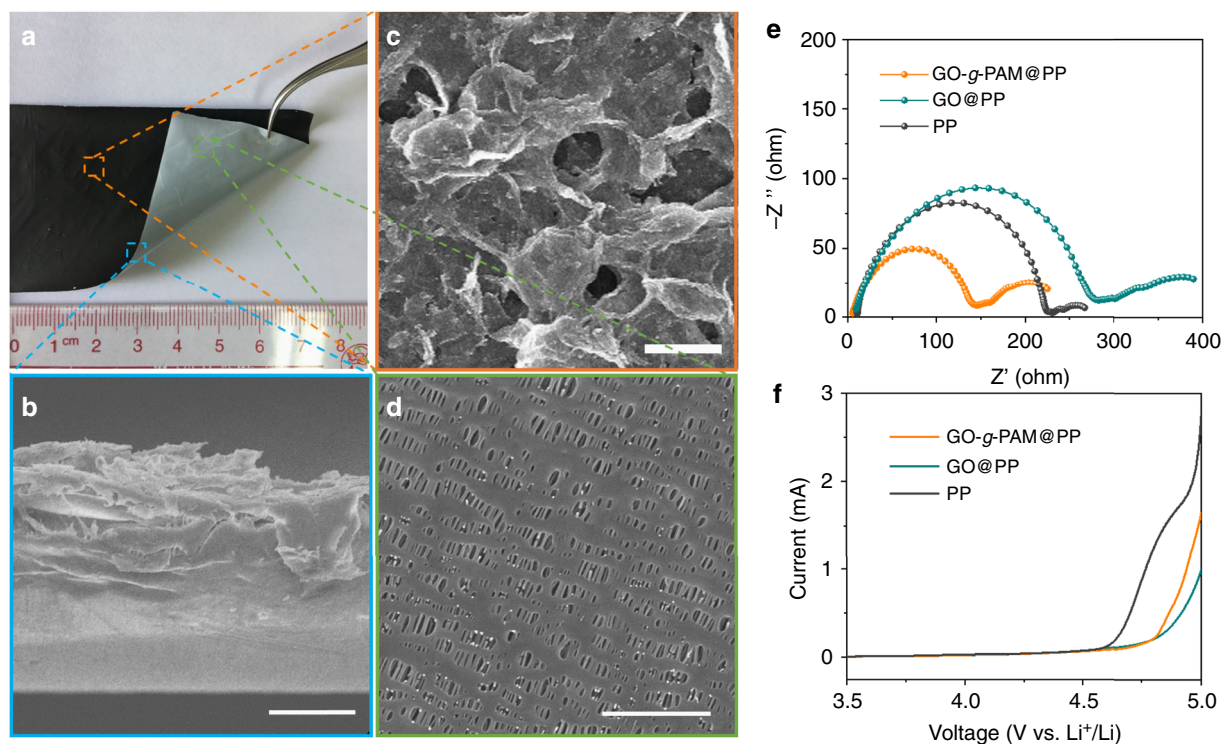 a
0 1 cm 2 3 4 5 6 7 8
b
c
d
e
200
150
100
50
0
–Z'' (ohm)
GO-g-PAM@PP
GO@PP
PP
0 100 200 300 400
Z' (ohm)
f
3
2
1
0
Current (mA)
GO-g-PAM@PP
GO@PP
PP
3.5 4.0 4.5 5.0
Voltage (V vs. Li⁺/Li)